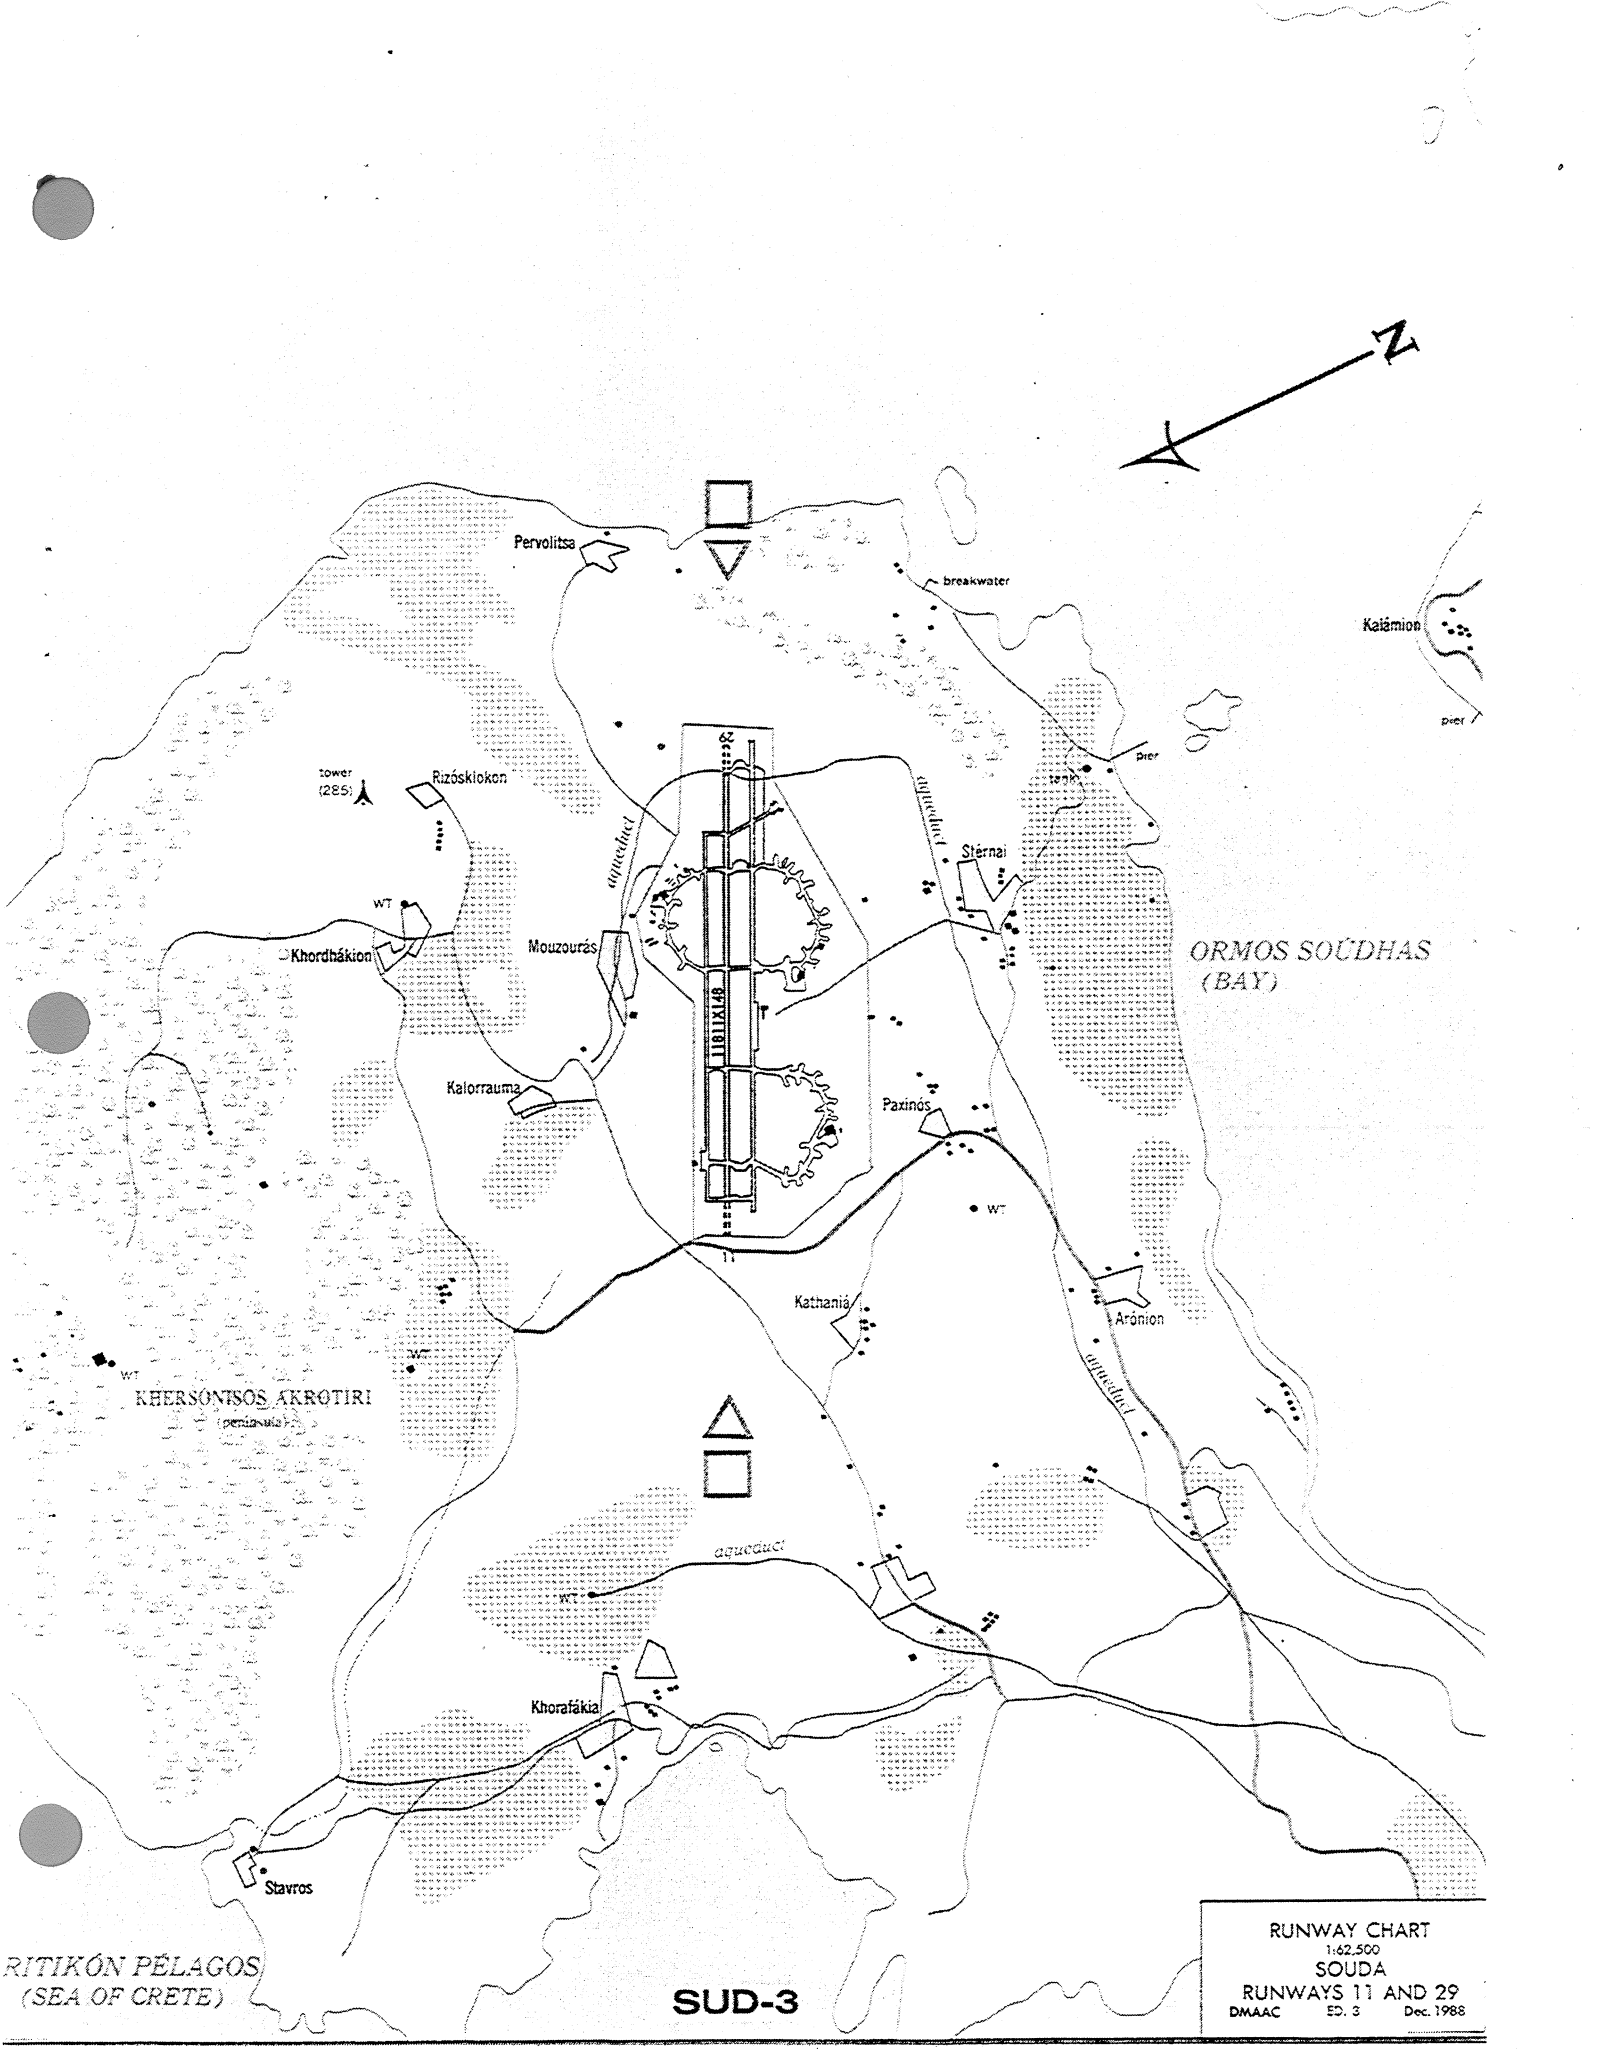 N
Pervolitsa
breakwater
Kalámion
pier
29
pier
tank
tower
(285)
Rizóskiokon
aqueduct
aqueduct
Stérnai
WT
Khordhákion
Mouzourás
ORMOS SOÚDHAS
(BAY)
11811X148
Kalorrauma
Paxinós
WT
11
Kathaniá
Arónion
WT
WT
KHERSÓNISOS AKROTIRI
(peninsula)
aqueduct
aqueduct
WT
Khorafákia
Stavros
RITIKÓN PÉLAGOS
(SEA OF CRETE)
SUD-3
RUNWAY CHART
1:62,500
SOUDA
RUNWAYS 11 AND 29
DMAAC ED. 3 Dec. 1988